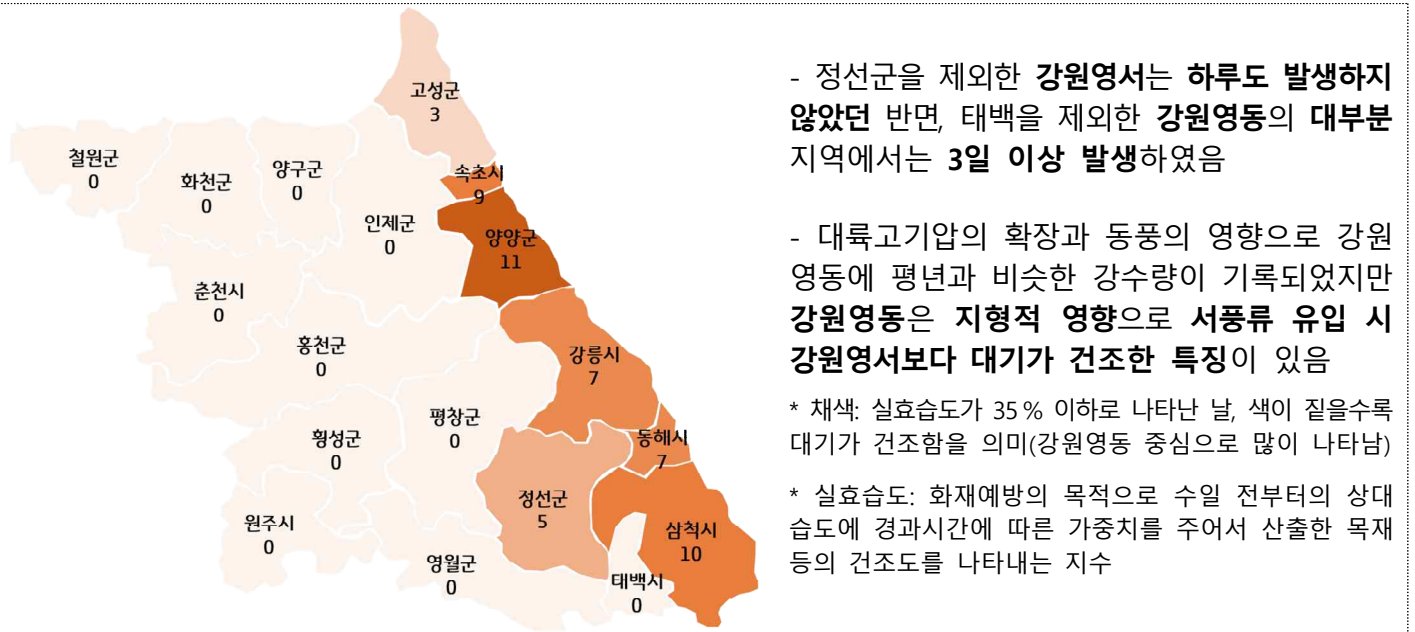 고성군
3
철원군
0
화천군
0
양구군
0
속초시
9
인제군
0
양양군
11
춘천시
0
홍천군
0
강릉시
7
평창군
0
횡성군
0
동해시
7
정선군
5
원주시
0
삼척시
10
영월군
0
태백시
0
- 정선군을 제외한 강원영서는 하루도 발생하지
않았던 반면, 태백을 제외한 강원영동의 대부분
지역에서는 3일 이상 발생하였음
- 대륙고기압의 확장과 동풍의 영향으로 강원
영동에 평년과 비슷한 강수량이 기록되었지만
강원영동은 지형적 영향으로 서풍류 유입 시
강원영서보다 대기가 건조한 특징이 있음
* 채색: 실효습도가 35% 이하로 나타난 날, 색이 짙을수록
대기가 건조함을 의미(강원영동 중심으로 많이 나타남)
* 실효습도: 화재예방의 목적으로 수일 전부터의 상대
습도에 경과시간에 따른 가중치를 주어서 산출한 목재
등의 건조도를 나타내는 지수